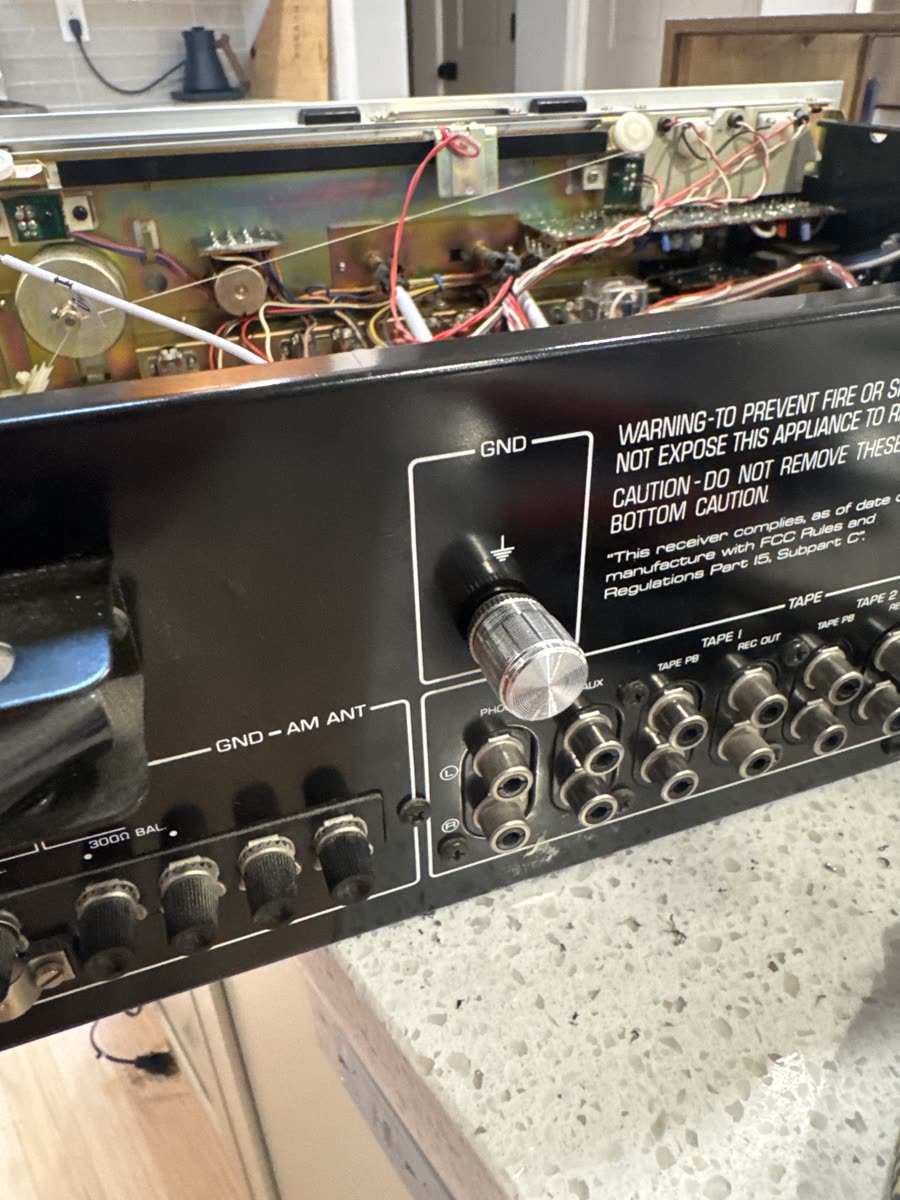 GND
WARNING-TO PREVENT FIRE OR
NOT EXPOSE THIS APPLIANCE TO
CAUTION-DO NOT REMOVE THESE
BOTTOM CAUTION.
"This receiver complies, as of date
manufacture with FCC Rules and
Regulations Part 15, Subpart C".
TAPE
TAPE 1
TAPE 2
TAPE PB
REC OUT
TAPE PB
AUX
L
R
GND-AM ANT
300Ω BAL.